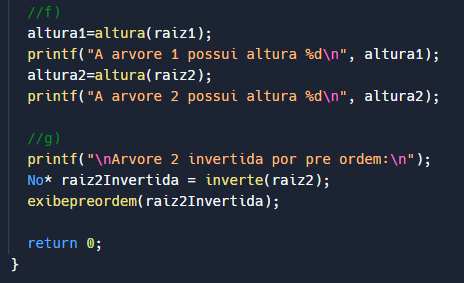 //f)
altura1=altura(raiz1);
printf("A arvore 1 possui altura %d\n", altura1);
altura2=altura(raiz2);
printf("A arvore 2 possui altura %d\n", altura2);
//g)
printf("\nArvore 2 invertida por pre ordem:\n");
No* raiz2Invertida = inverte(raiz2);
exibepreordem(raiz2Invertida);
return 0;
}